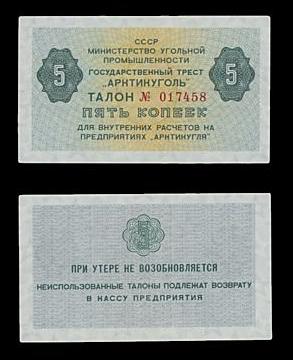 СССР
МИНИСТЕРСТВО УГОЛЬНОЙ
ПРОМЫШЛЕННОСТИ
ГОСУДАРСТВЕННЫЙ ТРЕСТ
„АРКТИКУГОЛЬ"
5 ТАЛОН № 017458 5
ПЯТЬ КОПЕЕК
ДЛЯ ВНУТРЕННИХ РАСЧЕТОВ НА
ПРЕДПРИЯТИЯХ „АРКТИКУГЛЯ"
ПРИ УТЕРЕ НЕ ВОЗОБНОВЛЯЕТСЯ
НЕИСПОЛЬЗОВАННЫЕ ТАЛОНЫ ПОДЛЕЖАТ ВОЗВРАТУ
В КАССУ ПРЕДПРИЯТИЯ